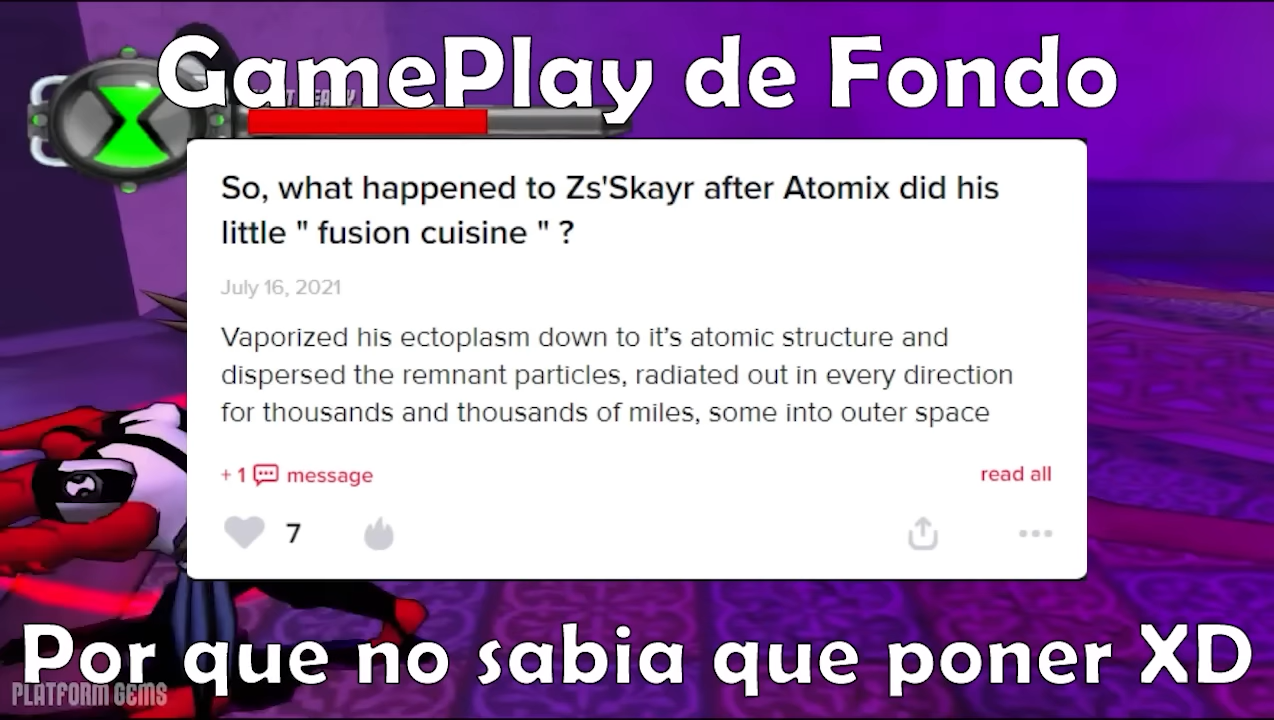 GamePlay de Fondo
So, what happened to Zs'Skayr after Atomix did his
little " fusion cuisine " ?
July 16, 2021
Vaporized his ectoplasm down to it's atomic structure and
dispersed the remnant particles, radiated out in every direction
for thousands and thousands of miles, some into outer space
+ 1 message
read all
7
Por que no sabia que poner XD
PLATFORM GEMS